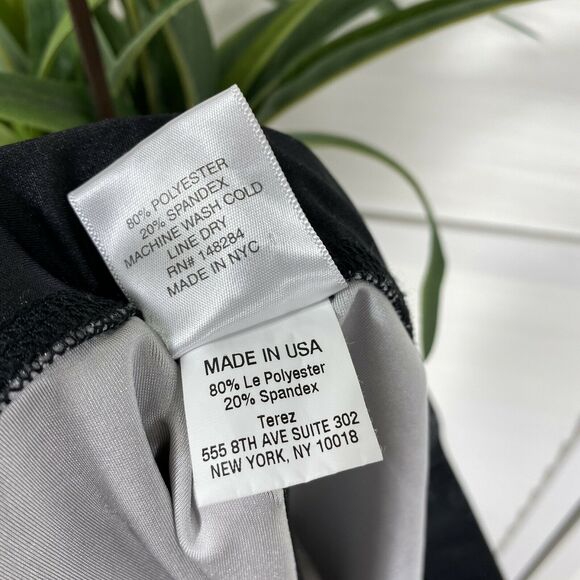 80% POLYESTER
20% SPANDEX
MACHINE WASH COLD
LINE DRY
RN# 148284
MADE IN NYC
MADE IN USA
80% Le Polyester
20% Spandex
Terez
555 8TH AVE SUITE 302
NEW YORK, NY 10018